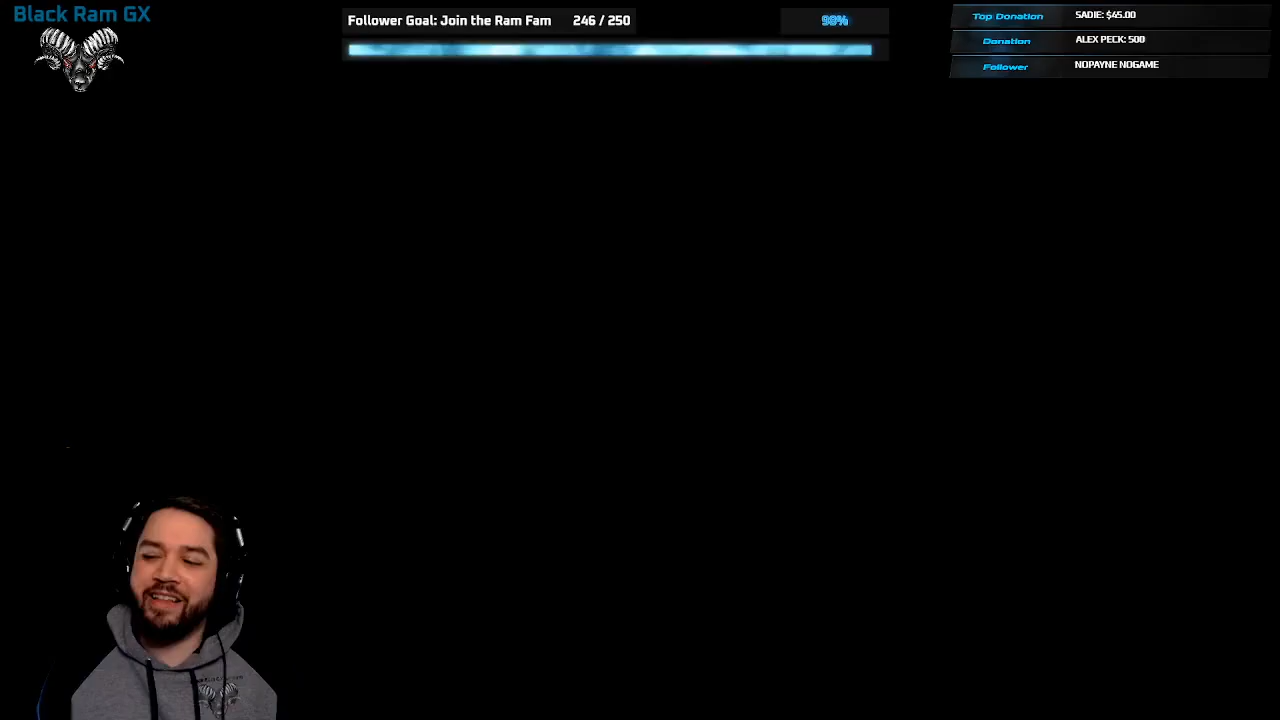 Black Ram GX
Follower Goal: Join the Ram Fam 246 / 250 98%
Top Donation SADIE: $45.00
Donation ALEX PECK: 500
Follower NOPAYNE NOGAME